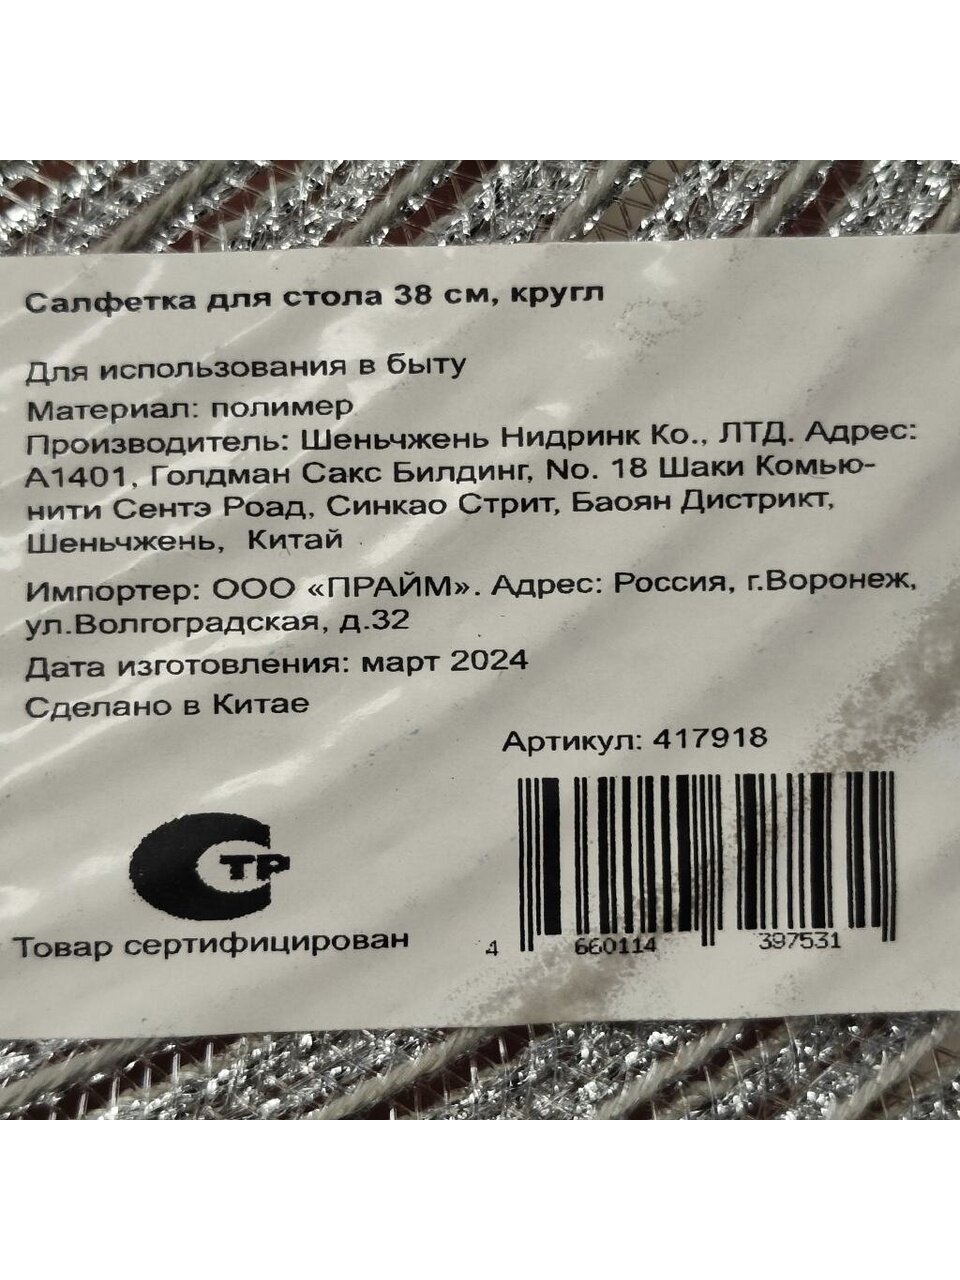 Салфетка для стола 38 см, кругл
Для использования в быту
Материал: полимер
Производитель: Шеньчжень Нидринк Ко., ЛТД. Адрес:
А1401, Голдман Сакс Билдинг, No. 18 Шаки Комью-
нити Сентэ Роад, Синкао Стрит, Баоян Дистрикт,
Шеньчжень, Китай
Импортер: ООО «ПРАЙМ». Адрес: Россия, г.Воронеж,
ул.Волгоградская, д.32
Дата изготовления: март 2024
Сделано в Китае
Артикул: 417918
СТР
Товар сертифицирован
4 660114 397531